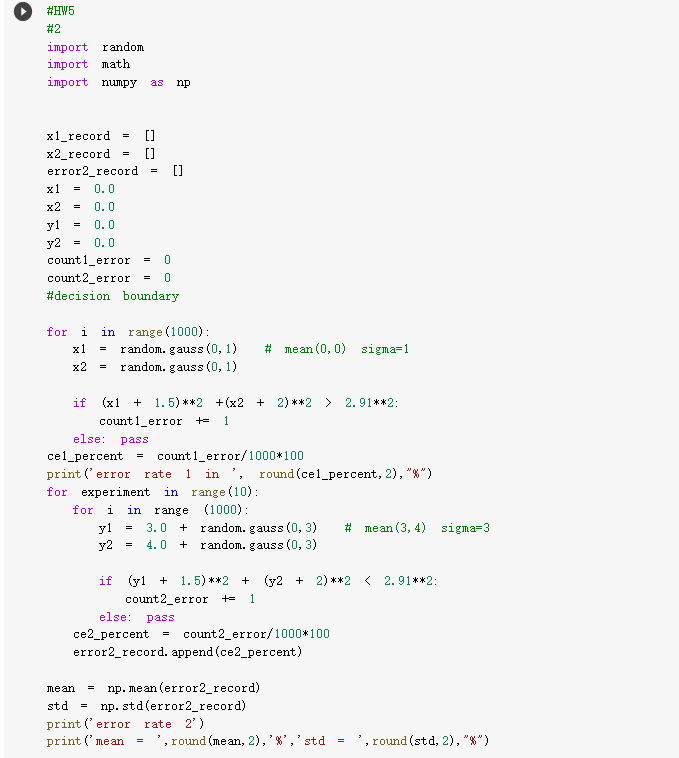 #HW5
#2
import random
import math
import numpy as np
x1_record = []
x2_record = []
error2_record = []
x1 = 0.0
x2 = 0.0
y1 = 0.0
y2 = 0.0
count1_error = 0
count2_error = 0
#decision boundary
for i in range(1000):
    x1 = random.gauss(0,1)   # mean(0,0) sigma=1
    x2 = random.gauss(0,1)
    if (x1 + 1.5)**2 +(x2 + 2)**2 > 2.91**2:
        count1_error += 1
    else: pass
ce1_percent = count1_error/1000*100
print('error rate 1 in ', round(ce1_percent,2),"%")
for experiment in range(10):
    for i in range (1000):
        y1 = 3.0 + random.gauss(0,3)   # mean(3,4) sigma=3
        y2 = 4.0 + random.gauss(0,3)
        if (y1 + 1.5)**2 + (y2 + 2)**2 < 2.91**2:
            count2_error += 1
        else: pass
    ce2_percent = count2_error/1000*100
    error2_record.append(ce2_percent)
mean = np.mean(error2_record)
std = np.std(error2_record)
print('error rate 2')
print('mean = ',round(mean,2),'%','std = ',round(std,2),"%")